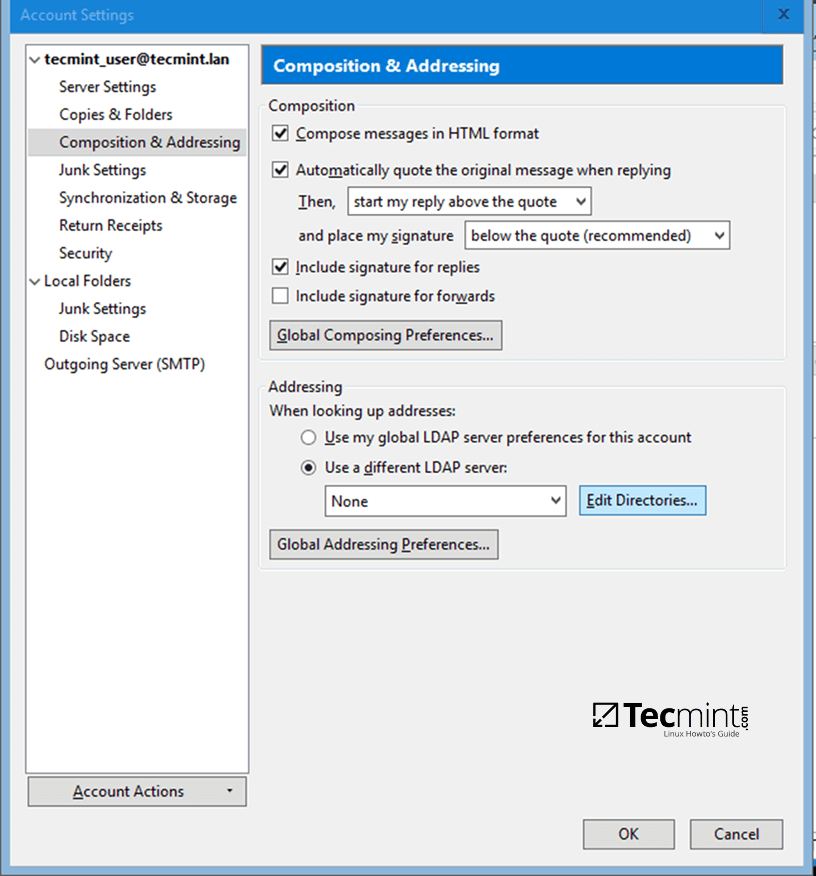 Account Settings
tecmint_user@tecmint.lan
Server Settings
Copies & Folders
Composition & Addressing
Junk Settings
Synchronization & Storage
Return Receipts
Security
Local Folders
Junk Settings
Disk Space
Outgoing Server (SMTP)
Account Actions
Composition & Addressing
Composition
Compose messages in HTML format
Automatically quote the original message when replying
Then, start my reply above the quote
and place my signature below the quote (recommended)
Include signature for replies
Include signature for forwards
Global Composing Preferences...
Addressing
When looking up addresses:
Use my global LDAP server preferences for this account
Use a different LDAP server:
None Edit Directories...
Global Addressing Preferences...
Tecmint.com
Linux Howto's Guide
OK Cancel